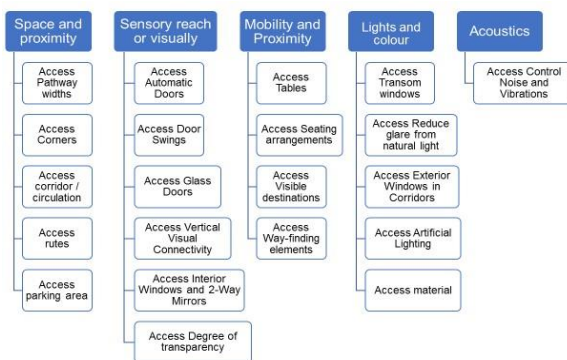 Space and
proximity
Access
Pathway
widths
Access
Corners
Access
corridor /
circulation
Access
rutes
Access
parking area
Sensory reach
or visually
Access
Automatic
Doors
Access Door
Swings
Access Glass
Doors
Access Vertical
Visual
Connectivity
Access Interior
Windows and 2-Way
Mirrors
Access Degree of
transparency
Mobility and
Proximity
Access
Tables
Access Seating
arrangements
Access
Visible
destinations
Access
Way-finding
elements
Lights and
colour
Access
Transom
windows
Access Reduce
glare from
natural light
Access Exterior
Windows in
Corridors
Access Artificial
Lighting
Access material
Acoustics
Access Control
Noise and
Vibrations